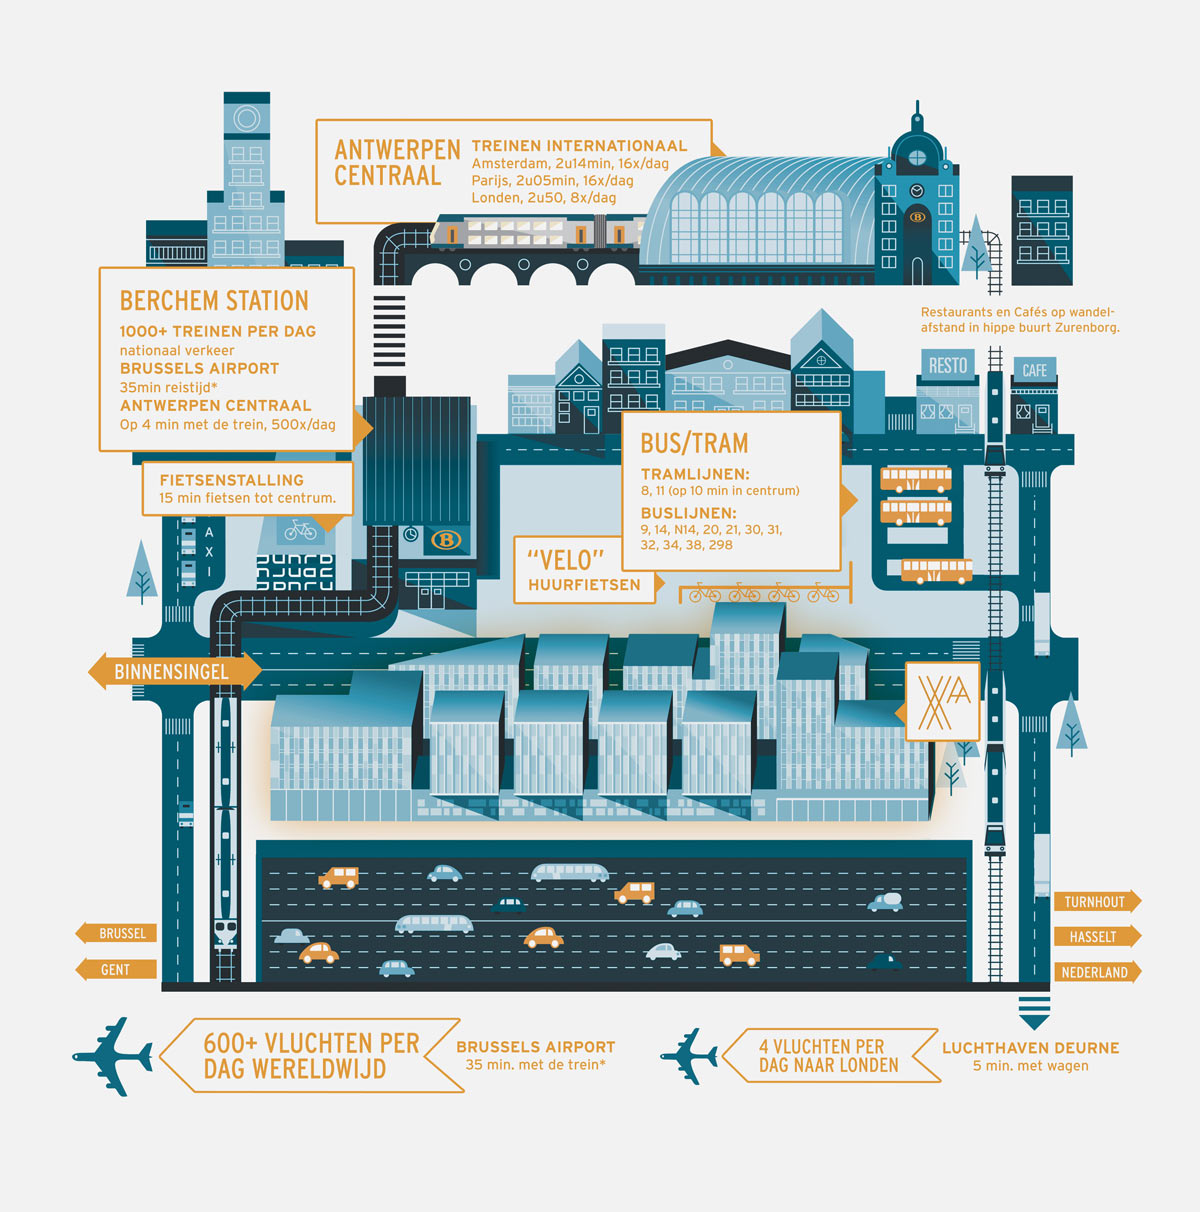 ANTWERPEN
CENTRAAL
TREINEN INTERNATIONAAL
Amsterdam, 2u14min, 16x/dag
Parijs, 2u05min, 16x/dag
Londen, 2u50, 8x/dag
B
BERCHEM STATION
1000+ TREINEN PER DAG
nationaal verkeer
BRUSSELS AIRPORT
35min reistijd*
ANTWERPEN CENTRAAL
Op 4 min met de trein, 500x/dag
Restaurants en Cafés op wandel-
afstand in hippe buurt Zurenborg.
RESTO
CAFE
FIETSENSTALLING
15 min fietsen tot centrum.
BUS/TRAM
TRAMLIJNEN:
8, 11 (op 10 min in centrum)
BUSLIJNEN:
9, 14, N14, 20, 21, 30, 31,
32, 34, 38, 298
B
"VELO"
HUURFIETSEN
BINNENSINGEL
BRUSSEL
GENT
TURNHOUT
HASSELT
NEDERLAND
600+ VLUCHTEN PER
DAG WERELDWIJD
BRUSSELS AIRPORT
35 min. met de trein*
4 VLUCHTEN PER
DAG NAAR LONDEN
LUCHTHAVEN DEURNE
5 min. met wagen